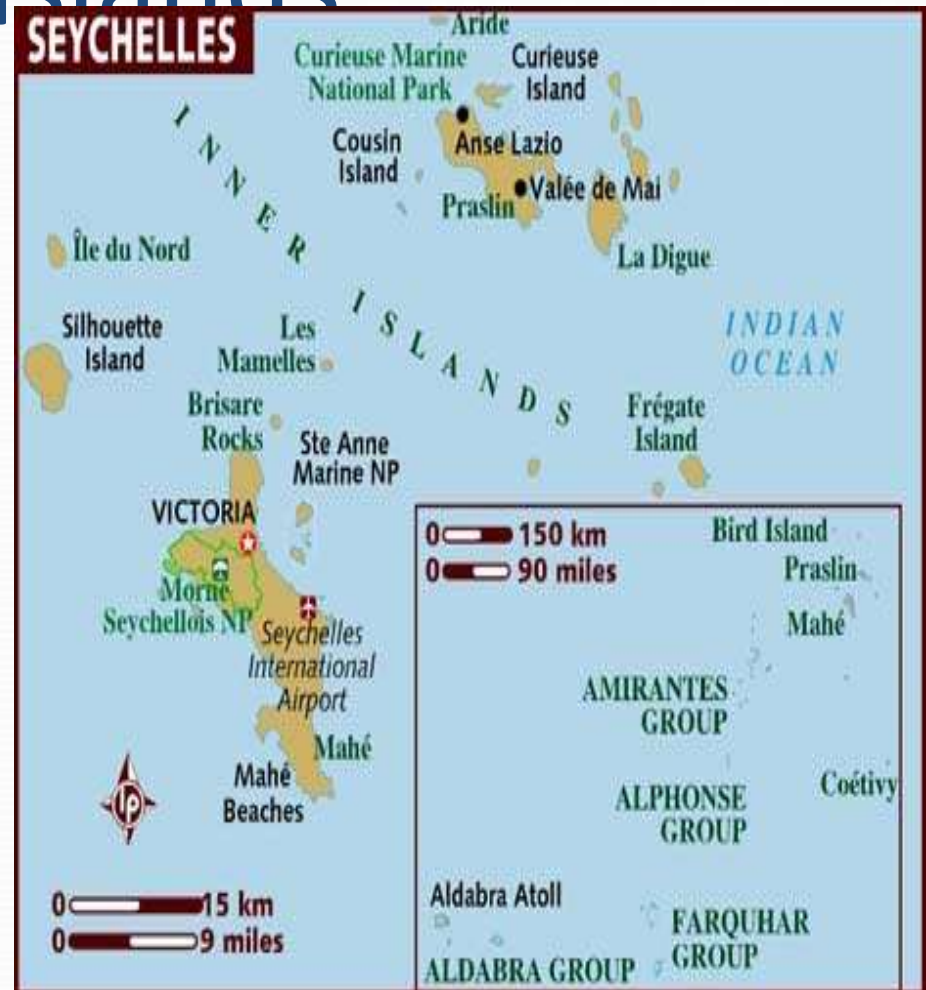 SEYCHELLES
Aride
Curieuse Marine
National Park
Curieuse
Island
INNER ISLANDS
Cousin
Island
Anse Lazio
Valée de Mai
Praslin
La Digue
Île du Nord
Silhouette
Island
Les
Mamelles
INDIAN
OCEAN
Brisare
Rocks
Frégate
Island
Ste Anne
Marine NP
VICTORIA
Morne
Seychellois NP
Seychelles
International
Airport
Mahé
Mahé
Beaches
LP
0 15 km
0 9 miles
0 150 km
0 90 miles
Bird Island
Praslin
Mahé
AMIRANTES
GROUP
Coétivy
ALPHONSE
GROUP
Aldabra Atoll
FARQUHAR
GROUP
ALDABRA GROUP